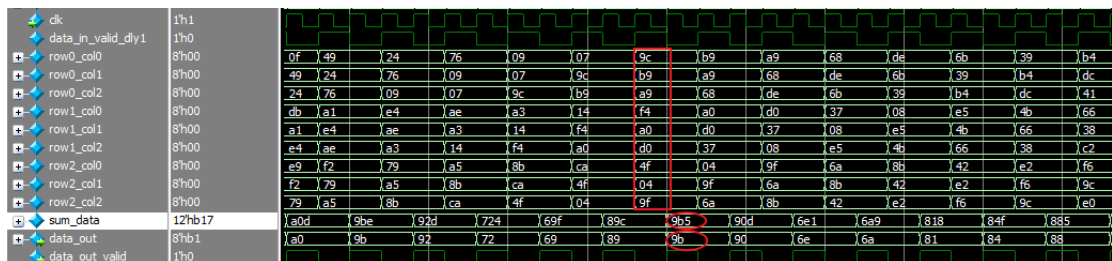 clk 1'h1
data_in_valid_dly1 1'h0
row0_col0 8'h00 0f 49 24 76 09 07 9c b9 a9 68 de 6b 39 b4
row0_col1 8'h00 49 24 76 09 07 9c b9 a9 68 de 6b 39 b4 dc
row0_col2 8'h00 24 76 09 07 9c b9 a9 68 de 6b 39 b4 dc 41
row1_col0 8'h00 db a1 e4 ae a3 14 f4 a0 d0 37 08 e5 4b 66
row1_col1 8'h00 a1 e4 ae a3 14 f4 a0 d0 37 08 e5 4b 66 38
row1_col2 8'h00 e4 ae a3 14 f4 a0 d0 37 08 e5 4b 66 38 c2
row2_col0 8'h00 e9 f2 79 a5 8b ca 4f 04 9f 6a 8b 42 e2 f6
row2_col1 8'h00 f2 79 a5 8b ca 4f 04 9f 6a 8b 42 e2 f6 9c
row2_col2 8'h00 79 a5 8b ca 4f 04 9f 6a 8b 42 e2 f6 9c e0
sum_data 12'hb17 a0d 9be 92d 724 69f 89c 9b5 90d 6e1 6a9 818 84f 885
data_out 8'hb1 a0 9b 92 72 69 89 9b 90 6e 6a 81 84 88
data_out_valid 1'h0